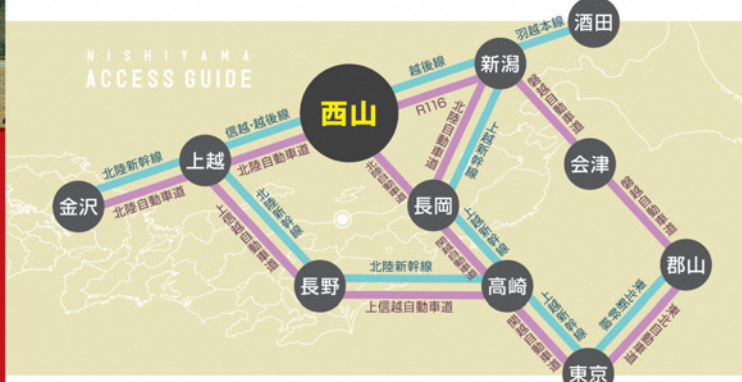 NISHIYAMA
ACCESS GUIDE
酒田
羽越本線
新潟
越後線
R116
西山
信越・越後線
北陸自動車道
上越
北陸新幹線
北陸自動車道
金沢
北陸自動車道
上越新幹線
磐越自動車道
会津
磐越自動車道
北陸自動車道
長岡
北陸新幹線
上信越自動車道
上越新幹線
関越自動車道
郡山
長野
北陸新幹線
上信越自動車道
高崎
上越新幹線
関越自動車道
東北新幹線
東北自動車道
東京